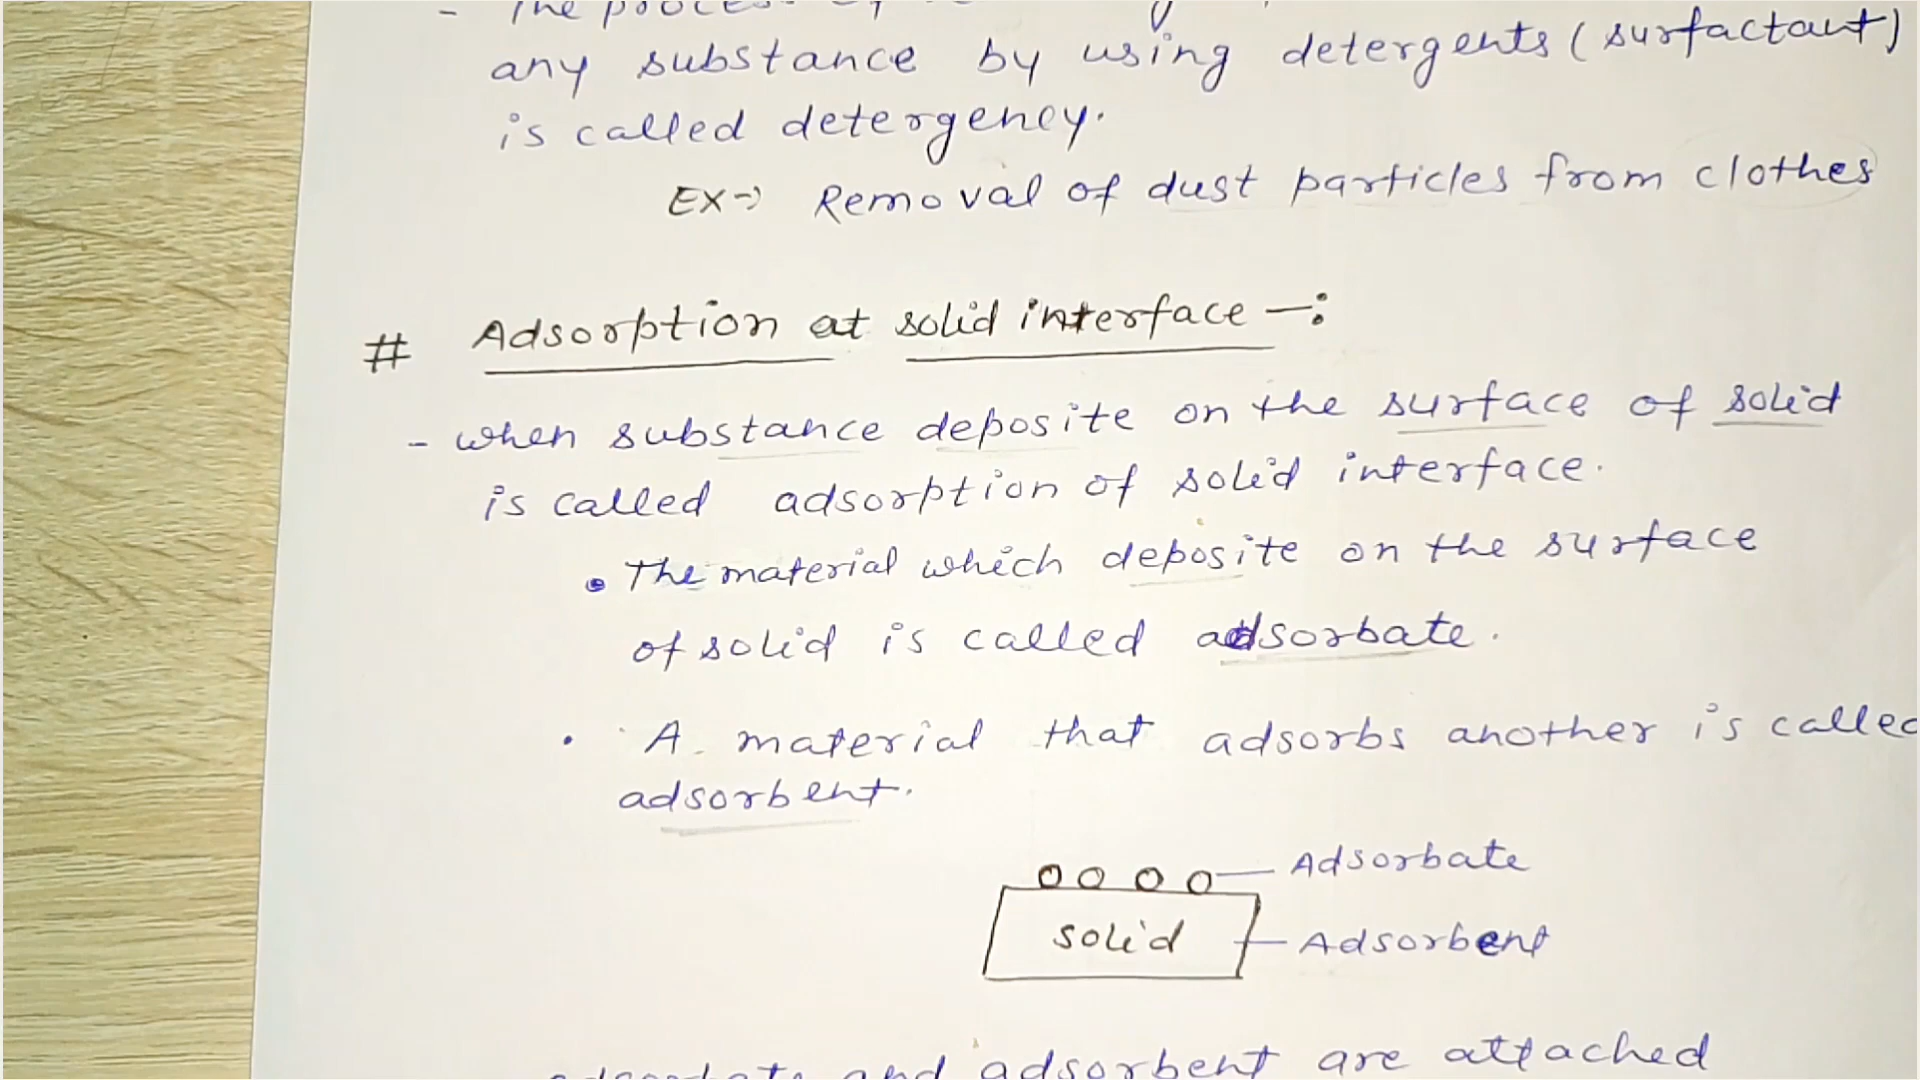 - The process of
any substance by using detergents (surfactant)
is called detergency.
EX-> Removal of dust particles from clothes
# Adsorption at solid interface -:
- when substance deposite on the surface of solid
is called adsorption of solid interface.
• The material which deposite on the surface
of solid is called adsorbate.
• A material that adsorbs another is called
adsorbent.
Adsorbate
solid
Adsorbent
and adsorbent are attached